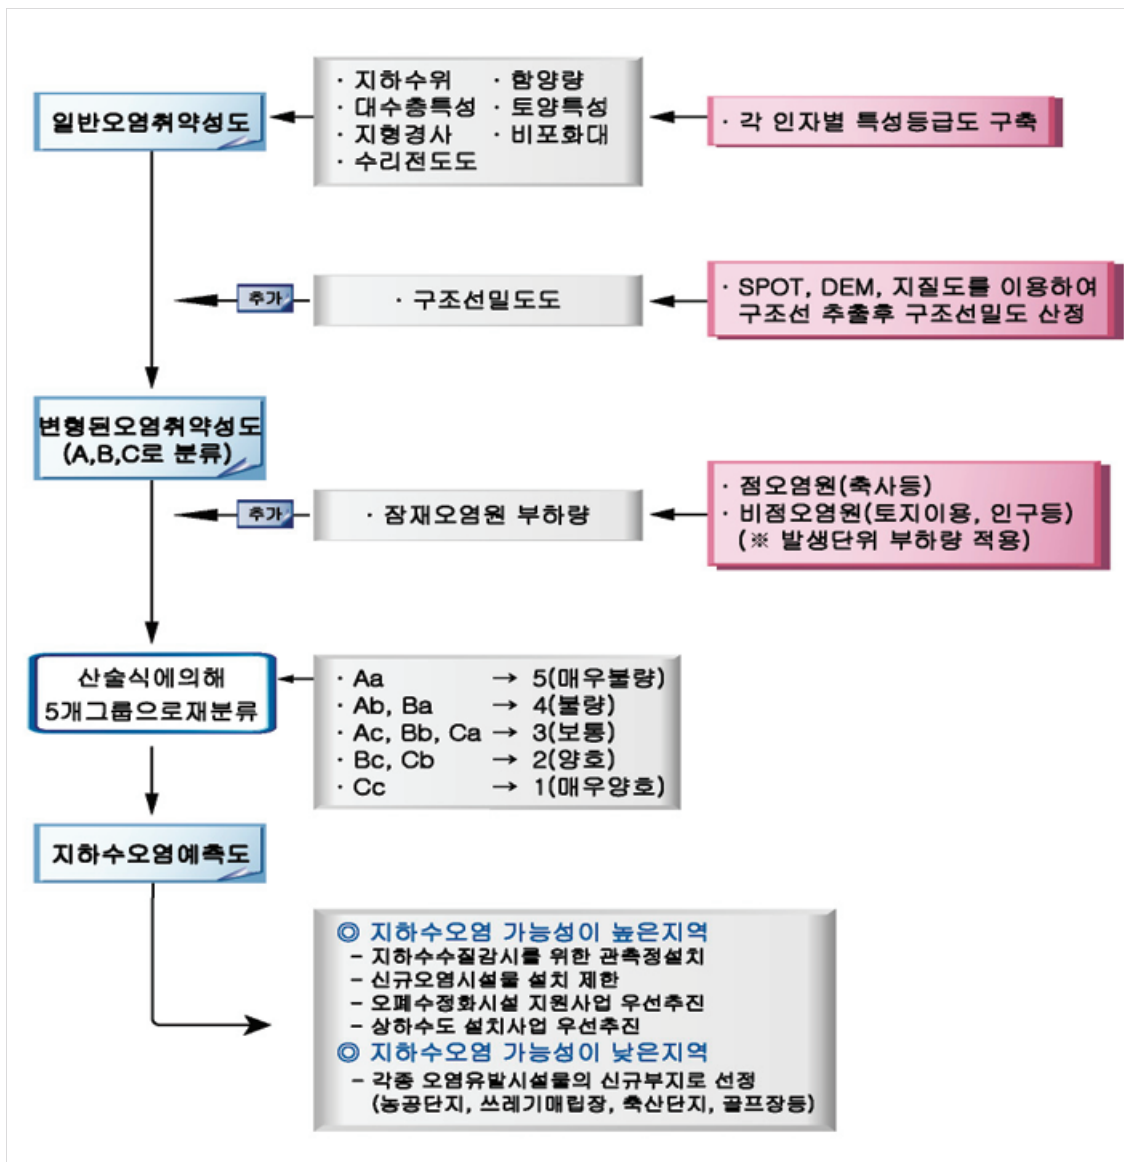 일반오염취약성도
· 지하수위 · 함양량
· 대수층특성 · 토양특성
· 지형경사 · 비포화대
· 수리전도도
· 각 인자별 특성등급도 구축
추가
· 구조선밀도도
· SPOT, DEM, 지질도를 이용하여
구조선 추출후 구조선밀도 산정
변형된오염취약성도
(A,B,C로 분류)
추가
· 잠재오염원 부하량
· 점오염원(축사등)
· 비점오염원(토지이용, 인구등)
(※ 발생단위 부하량 적용)
산술식에의해
5개그룹으로재분류
· Aa → 5(매우불량)
· Ab, Ba → 4(불량)
· Ac, Bb, Ca → 3(보통)
· Bc, Cb → 2(양호)
· Cc → 1(매우양호)
지하수오염예측도
◎ 지하수오염 가능성이 높은지역
– 지하수수질감시를 위한 관측정설치
– 신규오염시설물 설치 제한
– 오폐수정화시설 지원사업 우선추진
– 상하수도 설치사업 우선추진
◎ 지하수오염 가능성이 낮은지역
– 각종 오염유발시설물의 신규부지로 선정
(농공단지, 쓰레기매립장, 축산단지, 골프장등)